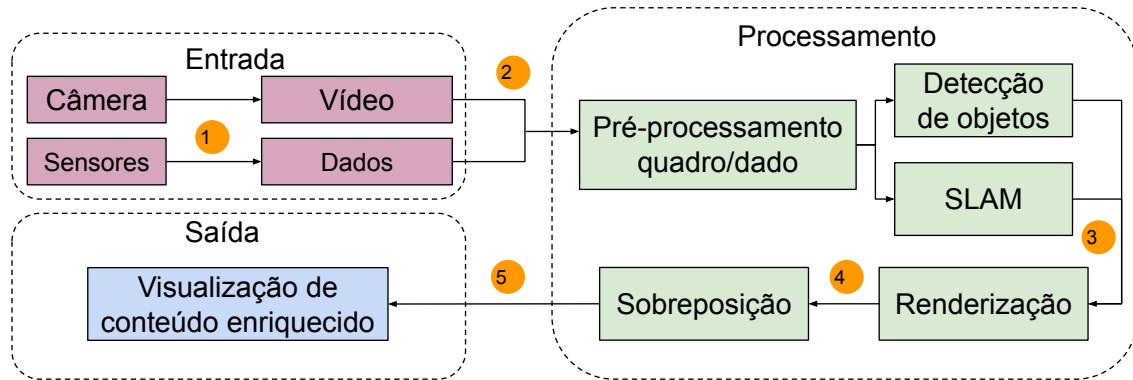 Entrada
Câmera
Vídeo
1
Sensores
Dados
2
Processamento
Pré-processamento
quadro/dado
Detecção
de objetos
SLAM
3
Renderização
4
Sobreposição
5
Saída
Visualização de
conteúdo enriquecido